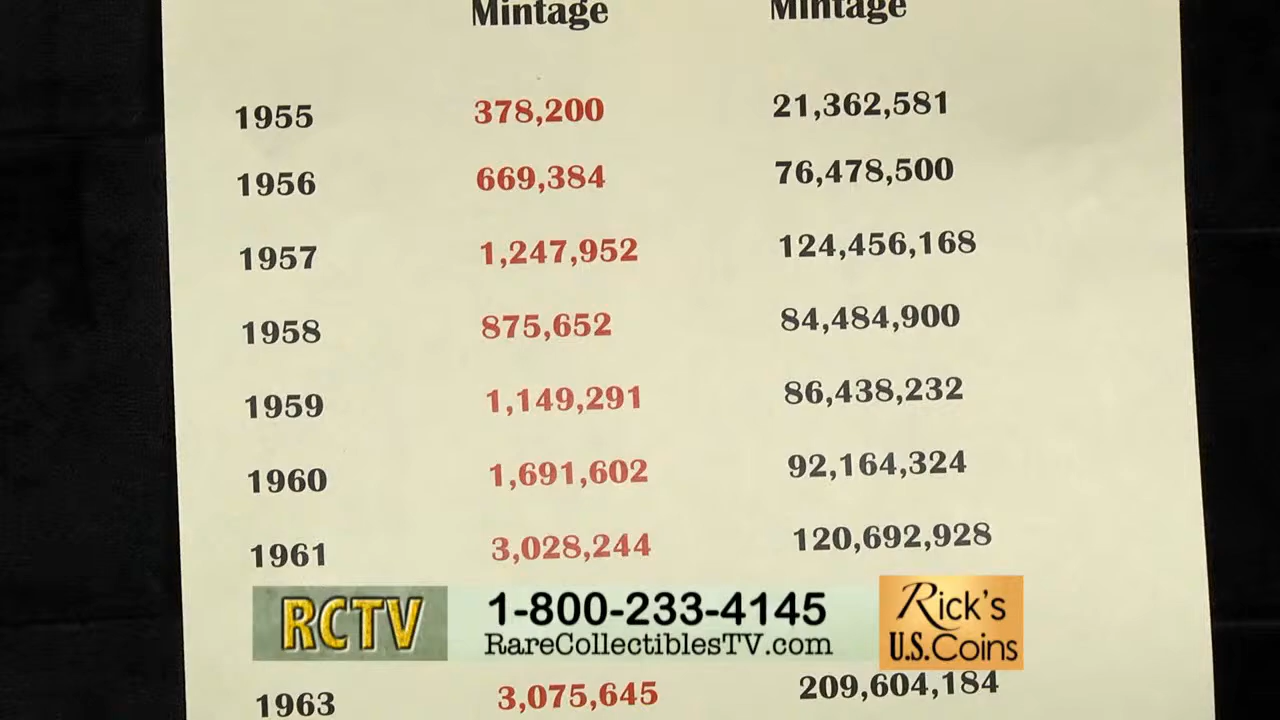 Mintage Mintage
1955 378,200 21,362,581
1956 669,384 76,478,500
1957 1,247,952 124,456,168
1958 875,652 84,484,900
1959 1,149,291 86,438,232
1960 1,691,602 92,164,324
1961 3,028,244 120,692,928
RCTV 1-800-233-4145 Rick's
RareCollectiblesTV.com U.S.Coins
1963 3,075,645 209,604,184